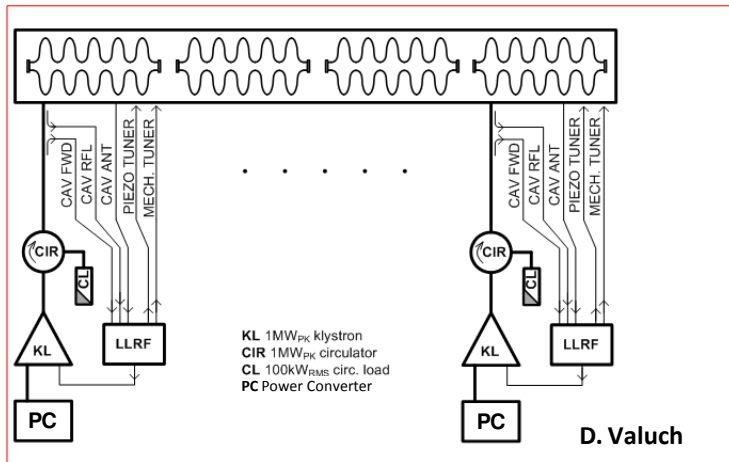 CAV FWD
CAV RFL
CAV ANT
PIEZO TUNER
MECH. TUNER
CAV FWD
CAV RFL
CAV ANT
PIEZO TUNER
MECH. TUNER
CIR
CL
CIR
CL
KL
LLRF
KL 1MWPK klystron
CIR 1MWPK circulator
CL 100kWRMS circ. load
PC Power Converter
KL
LLRF
PC
PC
D. Valuch